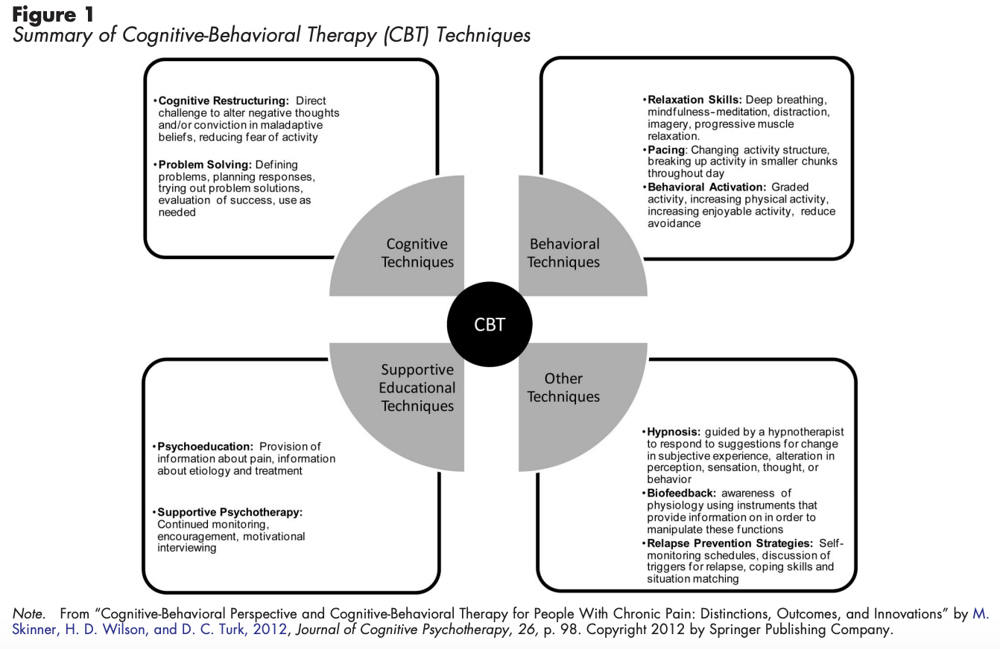 Figure 1
Summary of Cognitive-Behavioral Therapy (CBT) Techniques
•Cognitive Restructuring: Direct
challenge to alter negative thoughts
and/or conviction in maladaptive
beliefs, reducing fear of activity
•Problem Solving: Defining
problems, planning responses,
trying out problem solutions,
evaluation of success, use as
needed
•Relaxation Skills: Deep breathing,
mindfulness-meditation, distraction,
imagery, progressive muscle
relaxation.
•Pacing: Changing activity structure,
breaking up activity in smaller chunks
throughout day
•Behavioral Activation: Graded
activity, increasing physical activity,
increasing enjoyable activity, reduce
avoidance
Cognitive
Techniques
Behavioral
Techniques
CBT
Supportive
Educational
Techniques
Other
Techniques
•Psychoeducation: Provision of
information about pain, information
about etiology and treatment
•Supportive Psychotherapy:
Continued monitoring,
encouragement, motivational
interviewing
•Hypnosis: guided by a hypnotherapist
to respond to suggestions for change
in subjective experience, alteration in
perception, sensation, thought, or
behavior
•Biofeedback: awareness of
physiology using instruments that
provide information on in order to
manipulate these functions
•Relapse Prevention Strategies: Self-
monitoring schedules, discussion of
triggers for relapse, coping skills and
situation matching
Note. From “Cognitive-Behavioral Perspective and Cognitive-Behavioral Therapy for People With Chronic Pain: Distinctions, Outcomes, and Innovations” by M.
Skinner, H. D. Wilson, and D. C. Turk, 2012, Journal of Cognitive Psychotherapy, 26, p. 98. Copyright 2012 by Springer Publishing Company.